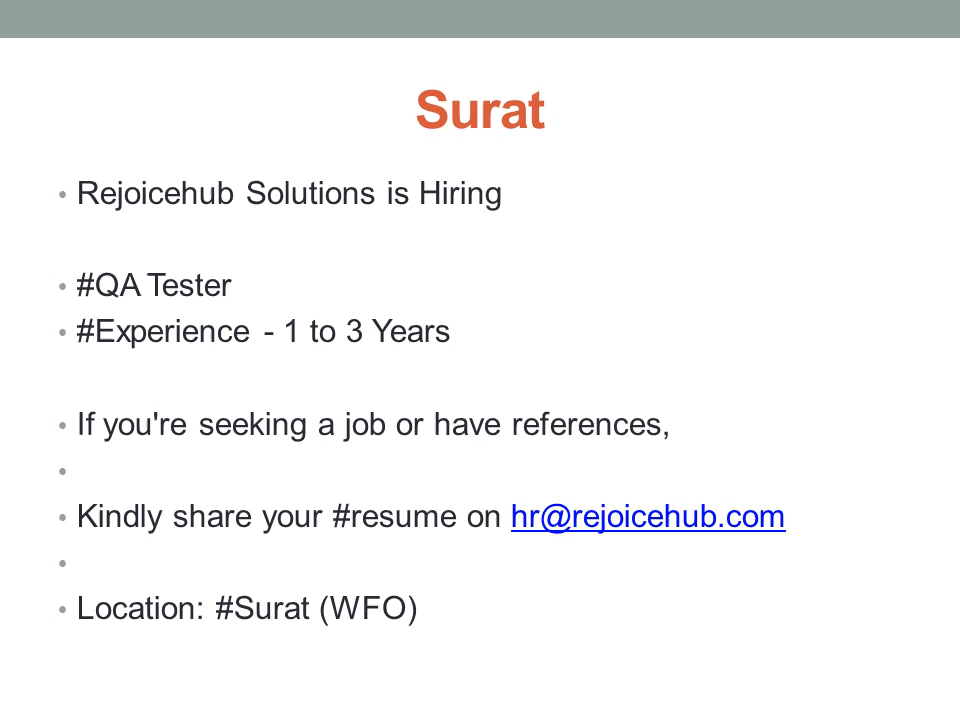 Surat
• Rejoicehub Solutions is Hiring
• #QA Tester
• #Experience - 1 to 3 Years
• If you're seeking a job or have references,
•
• Kindly share your #resume on hr@rejoicehub.com
•
• Location: #Surat (WFO)